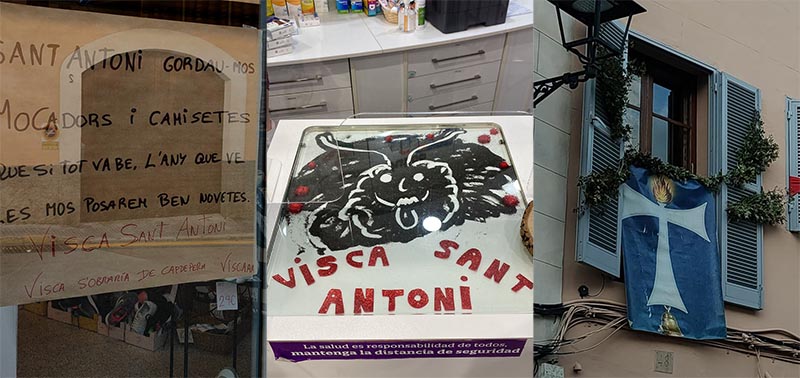 SANT ANTONI GORDAU-MOS
MOCADORS I CAMISETES
QUE SI TOT VA BE, L'ANY QUE VE
LES MOS POSAREM BEN NOVETES.
VISCA SANT ANTONI
VISCA S'OBRARIA DE CAPDEPERA
VISCA SANT
ANTONI
La salud es responsabilidad de todos,
mantenga la distancia de seguridad